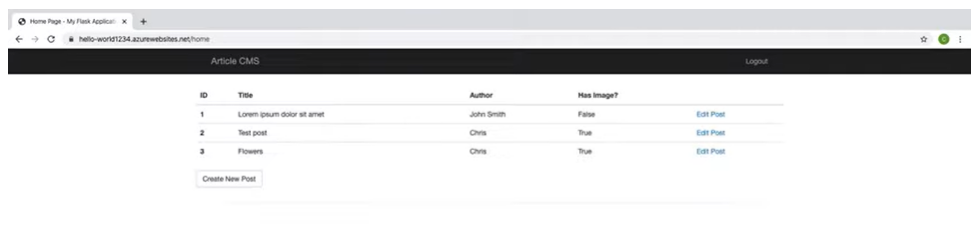 Home Page - My Flask Applicati
hello-world1234.azurewebsites.net/home
C
Article CMS Logout
ID Title Author Has Image?
1 Lorem ipsum dolor sit amet John Smith False Edit Post
2 Test post Chris True Edit Post
3 Flowers Chris True Edit Post
Create New Post